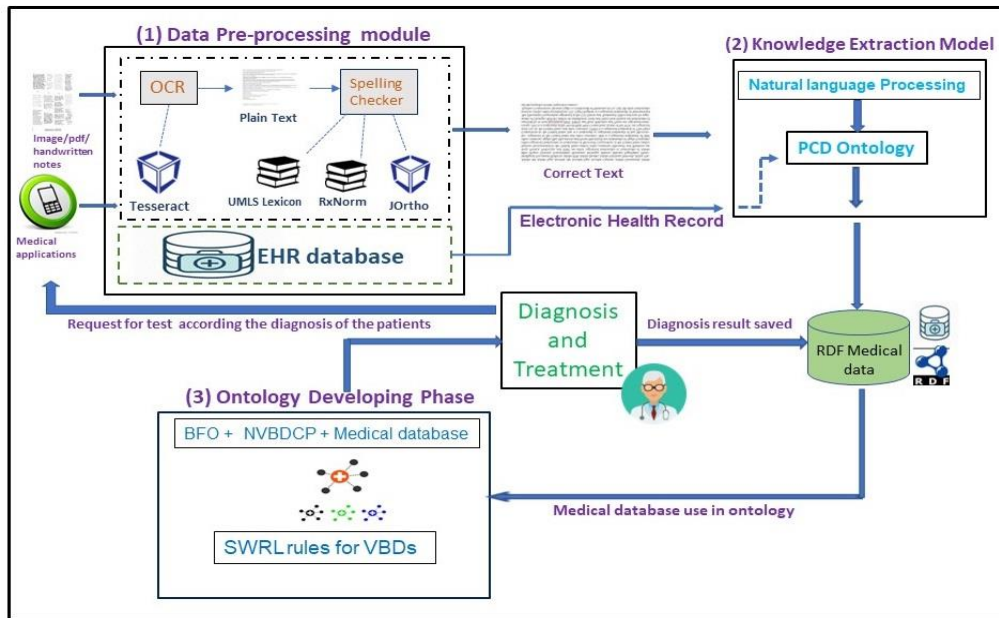 (1) Data Pre-processing module
(2) Knowledge Extraction Model
OCR
Plain Text
Spelling
Checker
Natural language Processing
PCD Ontology
Image/pdf/
handwritten
notes
Tesseract
UMLS Lexicon
RxNorm
JOrtho
Correct Text
Medical
applications
EHR database
Electronic Health Record
Request for test according the diagnosis of the patients
Diagnosis
and
Treatment
Diagnosis result saved
RDF Medical
data
RDF
(3) Ontology Developing Phase
BFO + NVBDCP + Medical database
SWRL rules for VBDs
Medical database use in ontology